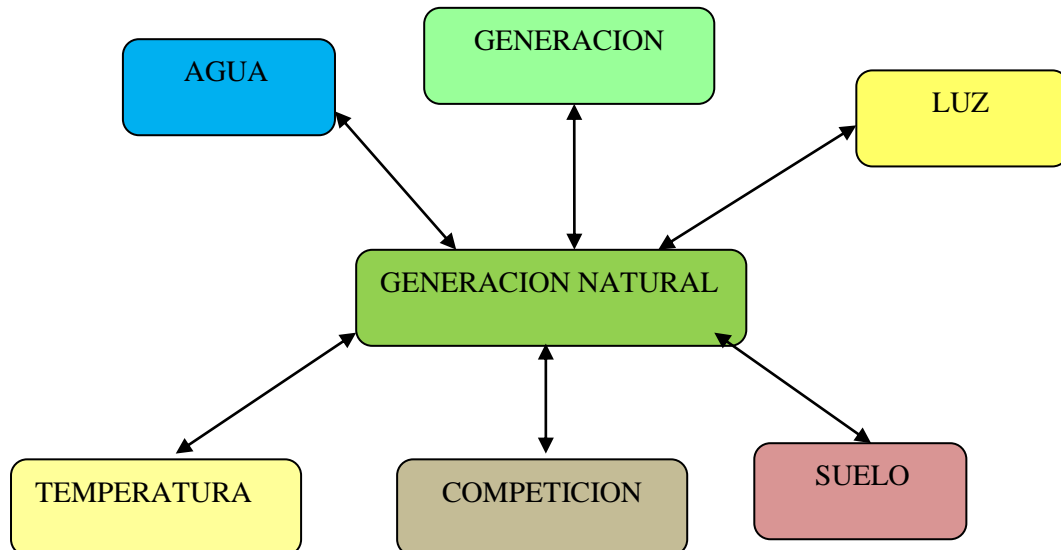 GENERACION
AGUA
LUZ
GENERACION NATURAL
TEMPERATURA
COMPETICION
SUELO